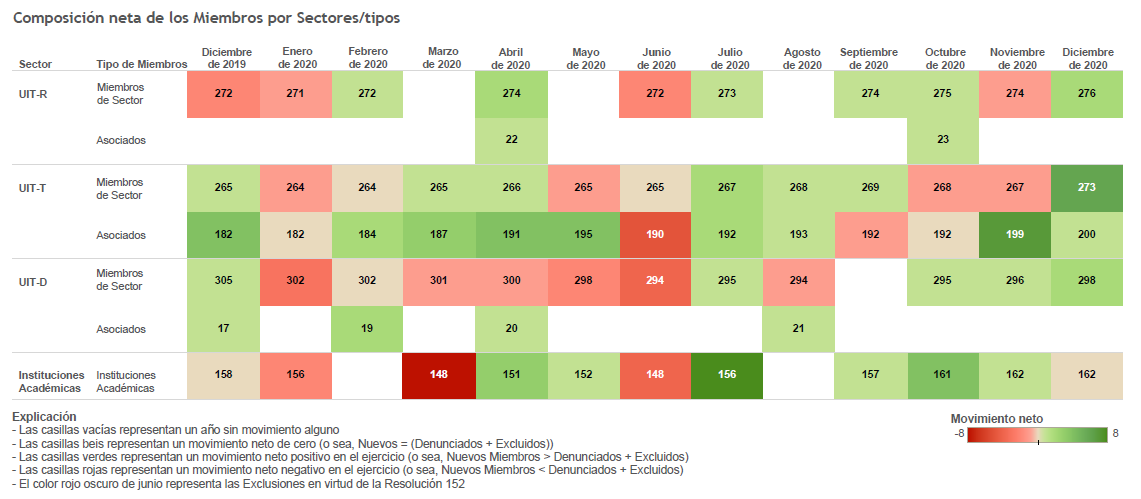 Composición neta de los Miembros por Sectores/tipos
Sector Tipo de Miembros Diciembre de 2019 Enero de 2020 Febrero de 2020 Marzo de 2020 Abril de 2020 Mayo de 2020 Junio de 2020 Julio de 2020 Agosto de 2020 Septiembre de 2020 Octubre de 2020 Noviembre de 2020 Diciembre de 2020
UIT-R Miembros de Sector 272 271 272 274 272 273 274 275 274 276
Asociados 22 23
UIT-T Miembros de Sector 265 264 264 265 266 265 265 267 268 269 268 267 273
Asociados 182 182 184 187 191 195 190 192 193 192 192 199 200
UIT-D Miembros de Sector 305 302 302 301 300 298 294 295 294 295 296 298
Asociados 17 19 20 21
Instituciones Académicas Instituciones Académicas 158 156 148 151 152 148 156 157 161 162 162
Explicación
- Las casillas vacías representan un año sin movimiento alguno
- Las casillas beis representan un movimiento neto de cero (o sea, Nuevos = (Denunciados + Excluidos))
- Las casillas verdes representan un movimiento neto positivo en el ejercicio (o sea, Nuevos Miembros > Denunciados + Excluidos)
- Las casillas rojas representan un movimiento neto negativo en el ejercicio (o sea, Nuevos Miembros < Denunciados + Excluidos)
- El color rojo oscuro de junio representa las Exclusiones en virtud de la Resolución 152
Movimiento neto
-8 8